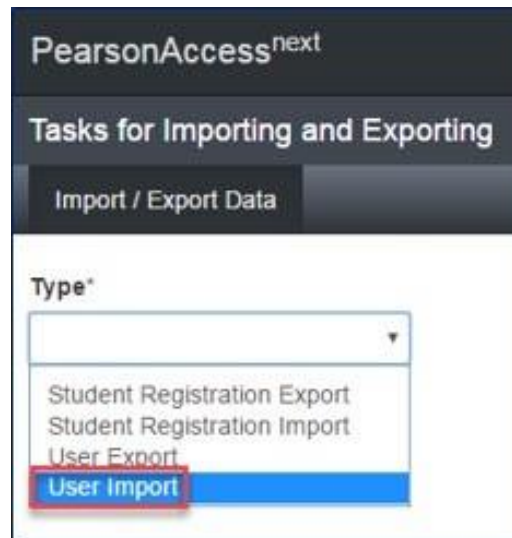 PearsonAccessnext
Tasks for Importing and Exporting
Import / Export Data
Type*
Student Registration Export
Student Registration Import
User Export
User Import